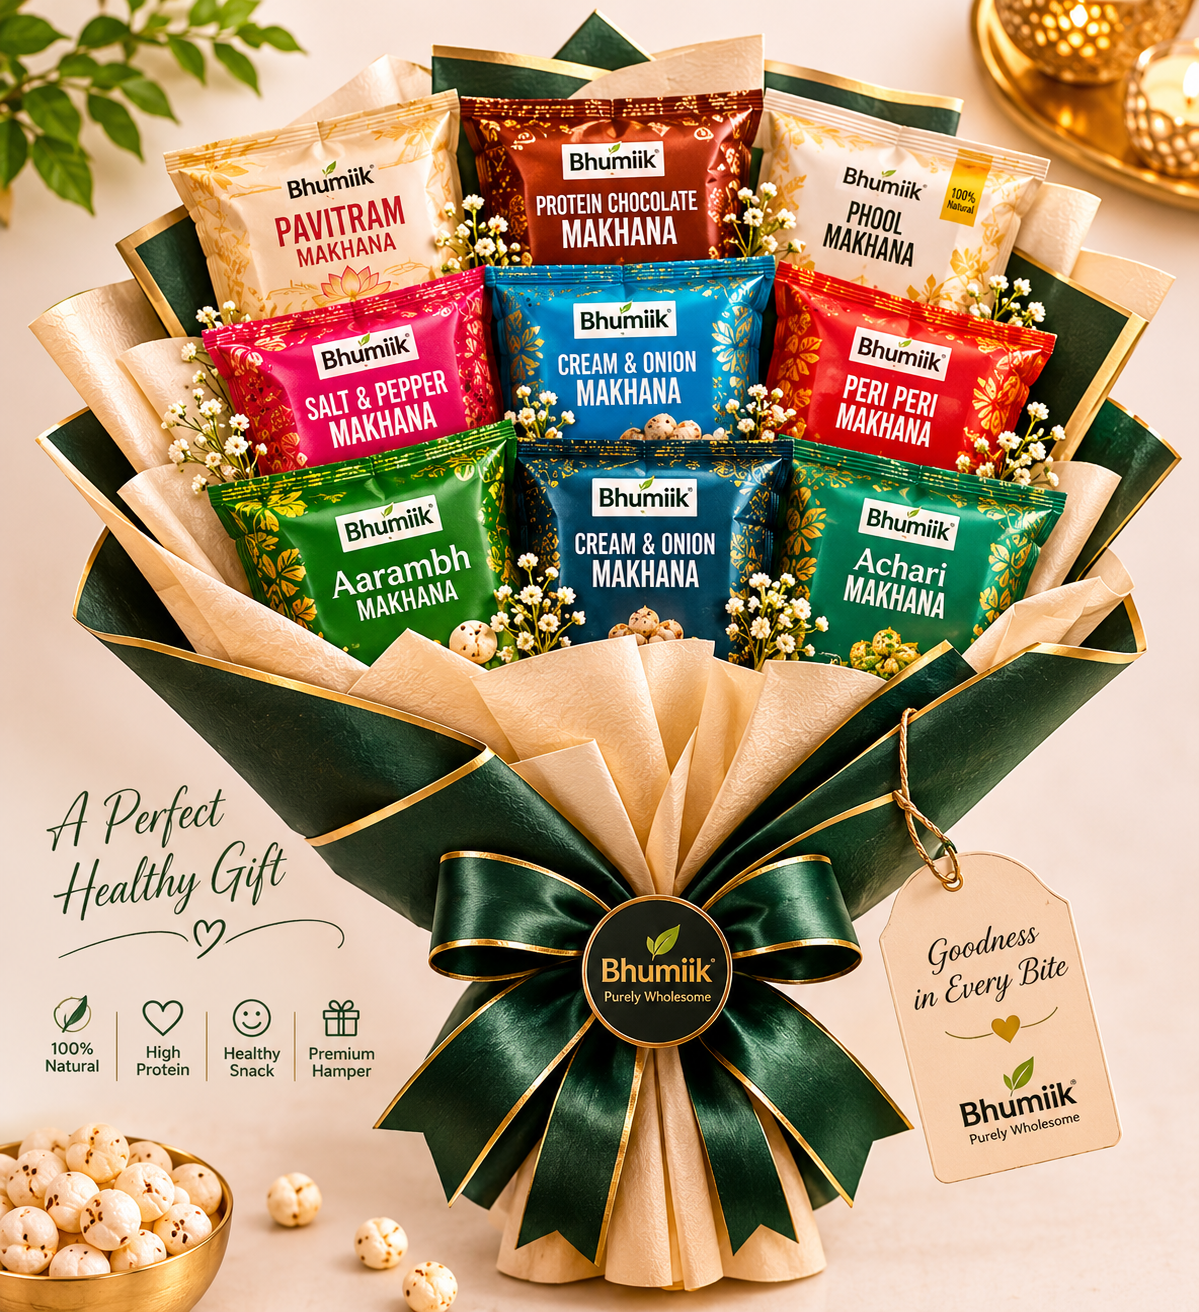 Bhumiik®
PAVITRAM
MAKHANA
Bhumiik®
PROTEIN CHOCOLATE
MAKHANA
Bhumiik®
100%
Natural
PHOOL
MAKHANA
Bhumiik®
SALT & PEPPER
MAKHANA
Bhumiik®
CREAM & ONION
MAKHANA
Bhumiik®
PERI PERI
MAKHANA
Bhumiik®
Aarambh
MAKHANA
Bhumiik®
CREAM & ONION
MAKHANA
Bhumiik®
Achari
MAKHANA
A Perfect
Healthy Gift
100%
Natural
High
Protein
Healthy
Snack
Premium
Hamper
Bhumiik®
Purely Wholesome
Goodness
in Every Bite
Bhumiik®
Purely Wholesome